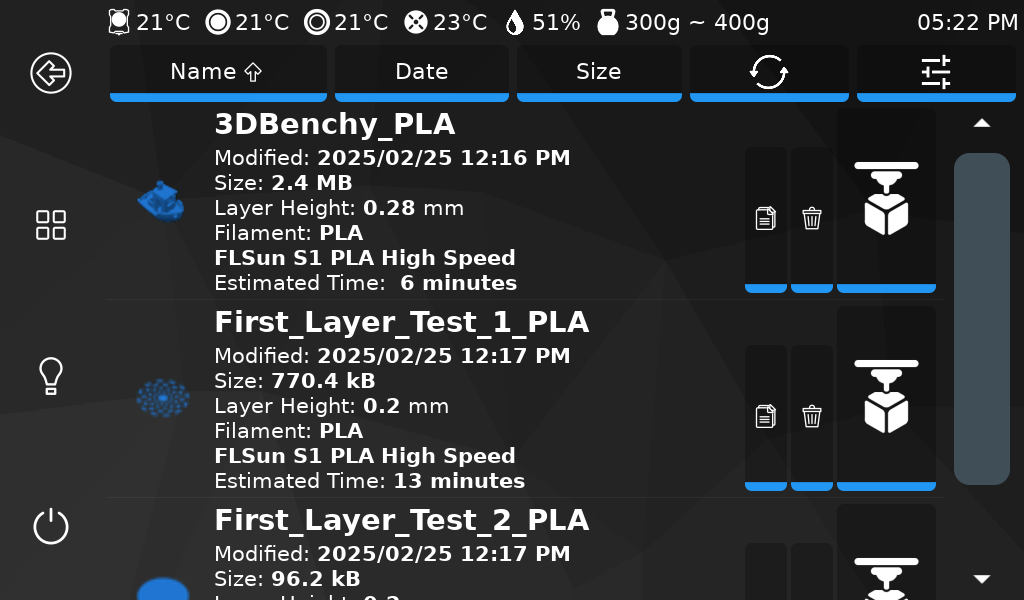 21°C 21°C 21°C 23°C 51% 300g ~ 400g 05:22 PM
Name Date Size
3DBenchy_PLA
Modified: 2025/02/25 12:16 PM
Size: 2.4 MB
Layer Height: 0.28 mm
Filament: PLA
FLSun S1 PLA High Speed
Estimated Time: 6 minutes
First_Layer_Test_1_PLA
Modified: 2025/02/25 12:17 PM
Size: 770.4 kB
Layer Height: 0.2 mm
Filament: PLA
FLSun S1 PLA High Speed
Estimated Time: 13 minutes
First_Layer_Test_2_PLA
Modified: 2025/02/25 12:17 PM
Size: 96.2 kB